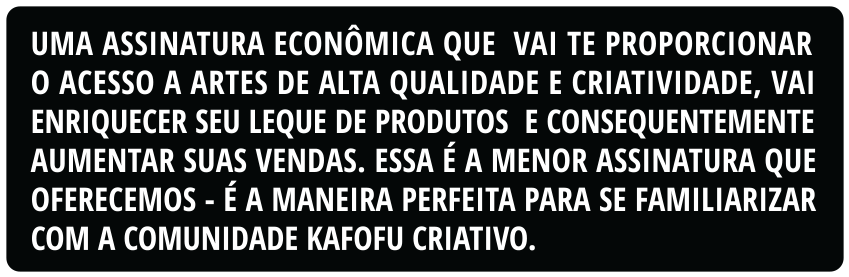 UMA ASSINATURA ECONÔMICA QUE  VAI TE PROPORCIONAR
O ACESSO A ARTES DE ALTA QUALIDADE E CRIATIVIDADE, VAI
ENRIQUECER SEU LEQUE DE PRODUTOS  E CONSEQUENTEMENTE
AUMENTAR SUAS VENDAS. ESSA É A MENOR ASSINATURA QUE
OFERECEMOS - É A MANEIRA PERFEITA PARA SE FAMILIARIZAR
COM A COMUNIDADE KAFOFU CRIATIVO.